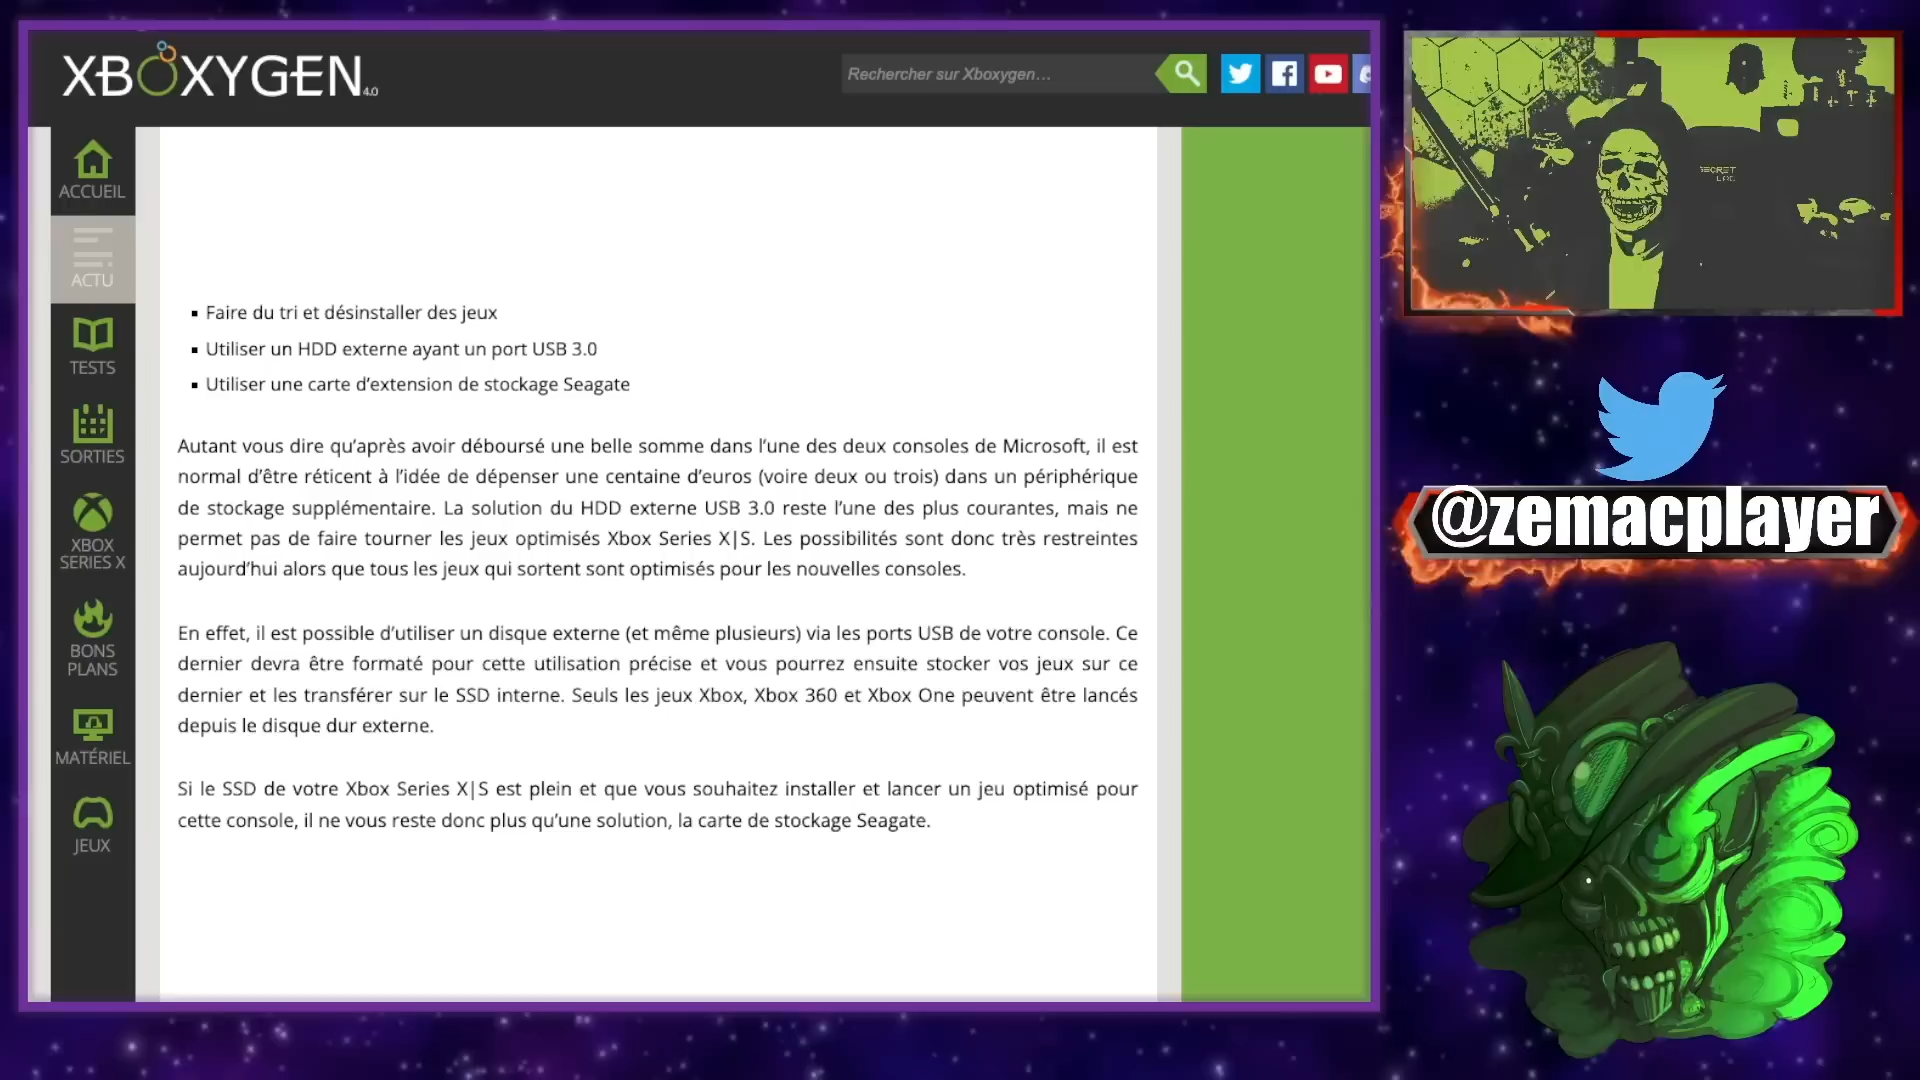 XBOXYGEN 4.0
Rechercher sur Xboxygen...
ACCUEIL
ACTU
TESTS
SORTIES
XBOX
SERIES X
BONS
PLANS
MATÉRIEL
JEUX
▪ Faire du tri et désinstaller des jeux
▪ Utiliser un HDD externe ayant un port USB 3.0
▪ Utiliser une carte d'extension de stockage Seagate
Autant vous dire qu'après avoir déboursé une belle somme dans l'une des deux consoles de Microsoft, il est
normal d'être réticent à l'idée de dépenser une centaine d'euros (voire deux ou trois) dans un périphérique
de stockage supplémentaire. La solution du HDD externe USB 3.0 reste l'une des plus courantes, mais ne
permet pas de faire tourner les jeux optimisés Xbox Series X|S. Les possibilités sont donc très restreintes
aujourd'hui alors que tous les jeux qui sortent sont optimisés pour les nouvelles consoles.
En effet, il est possible d'utiliser un disque externe (et même plusieurs) via les ports USB de votre console. Ce
dernier devra être formaté pour cette utilisation précise et vous pourrez ensuite stocker vos jeux sur ce
dernier et les transférer sur le SSD interne. Seuls les jeux Xbox, Xbox 360 et Xbox One peuvent être lancés
depuis le disque dur externe.
Si le SSD de votre Xbox Series X|S est plein et que vous souhaitez installer et lancer un jeu optimisé pour
cette console, il ne vous reste donc plus qu'une solution, la carte de stockage Seagate.
SECRET
LAB
@zemacplayer